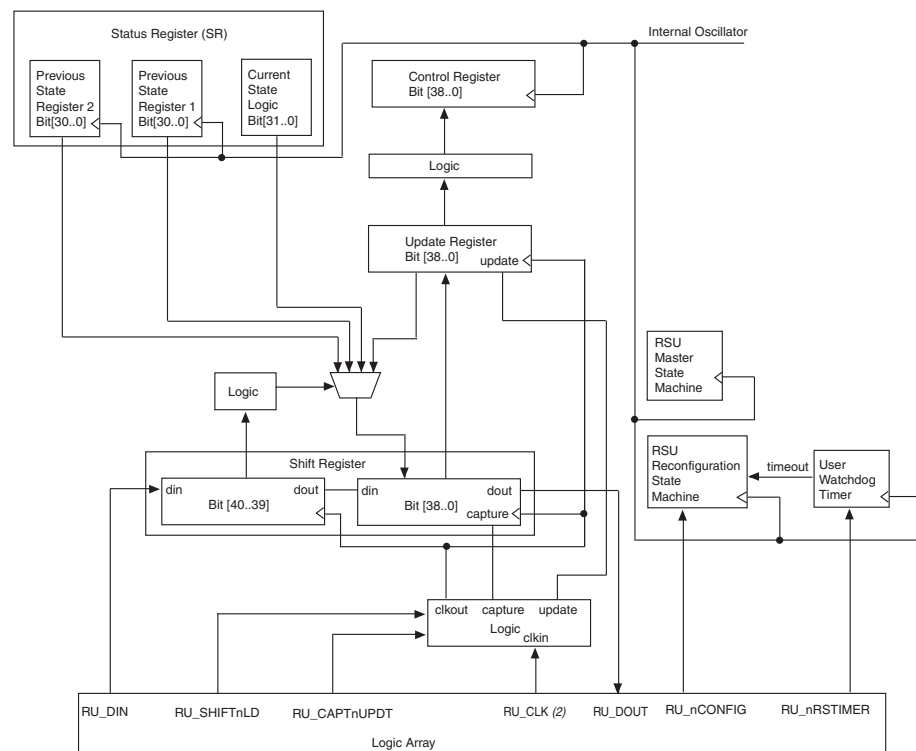 Status Register (SR)
Internal Oscillator
Previous
State
Register 2
Bit[30..0]
Previous
State
Register 1
Bit[30..0]
Current
State
Logic
Bit[31..0]
Control Register
Bit [38..0]
Logic
Update Register
Bit [38..0]
update
RSU
Master
State
Machine
Logic
Shift Register
din
dout
Bit [40..39]
din
dout
Bit [38..0]
capture
RSU
Reconfiguration
State
Machine
timeout
User
Watchdog
Timer
clkout
capture
update
Logic
clkin
RU_DIN
RU_SHIFTnLD
RU_CAPTnUPDT
RU_CLK (2)
RU_DOUT
RU_nCONFIG
RU_nRSTIMER
Logic Array